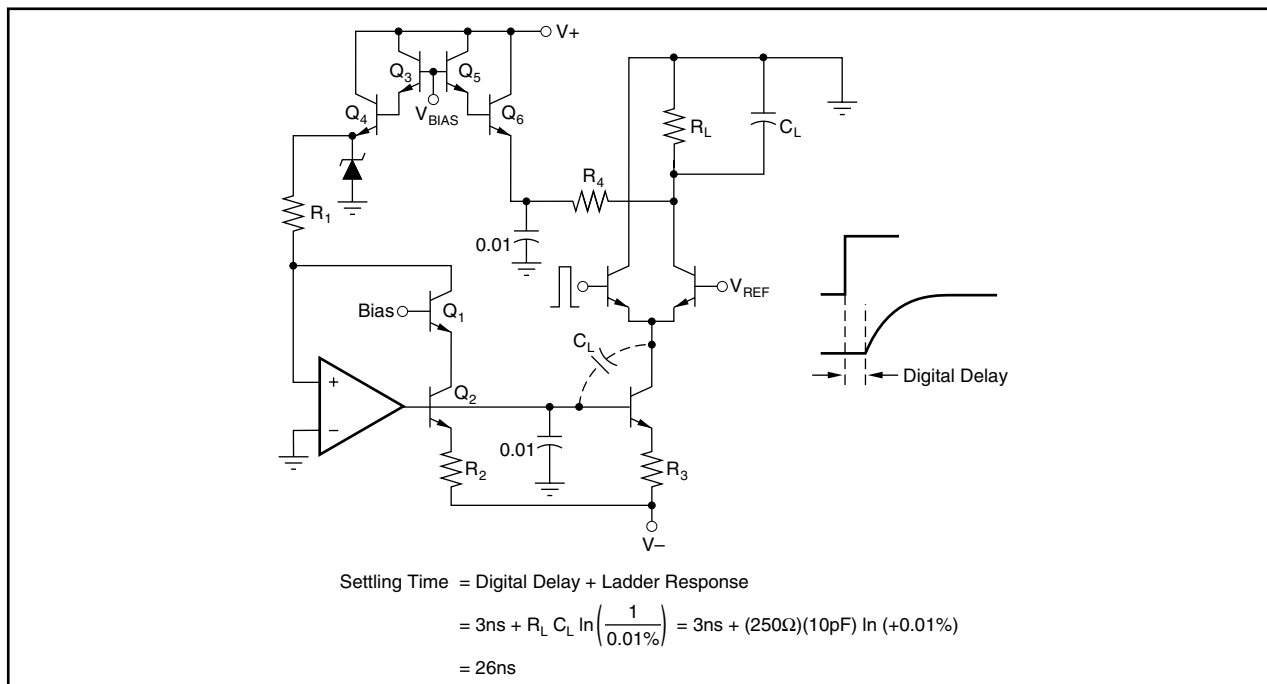 V+
Q3
Q5
Q4
VBIAS
Q6
RL
CL
R4
R1
0.01
Bias
Q1
VREF
CL
Digital Delay
+
Q2
−
0.01
R2
R3
V−
Settling Time = Digital Delay + Ladder Response
= 3ns + RL CL ln(1/0.01%) = 3ns + (250Ω)(10pF) ln (+0.01%)
= 26ns